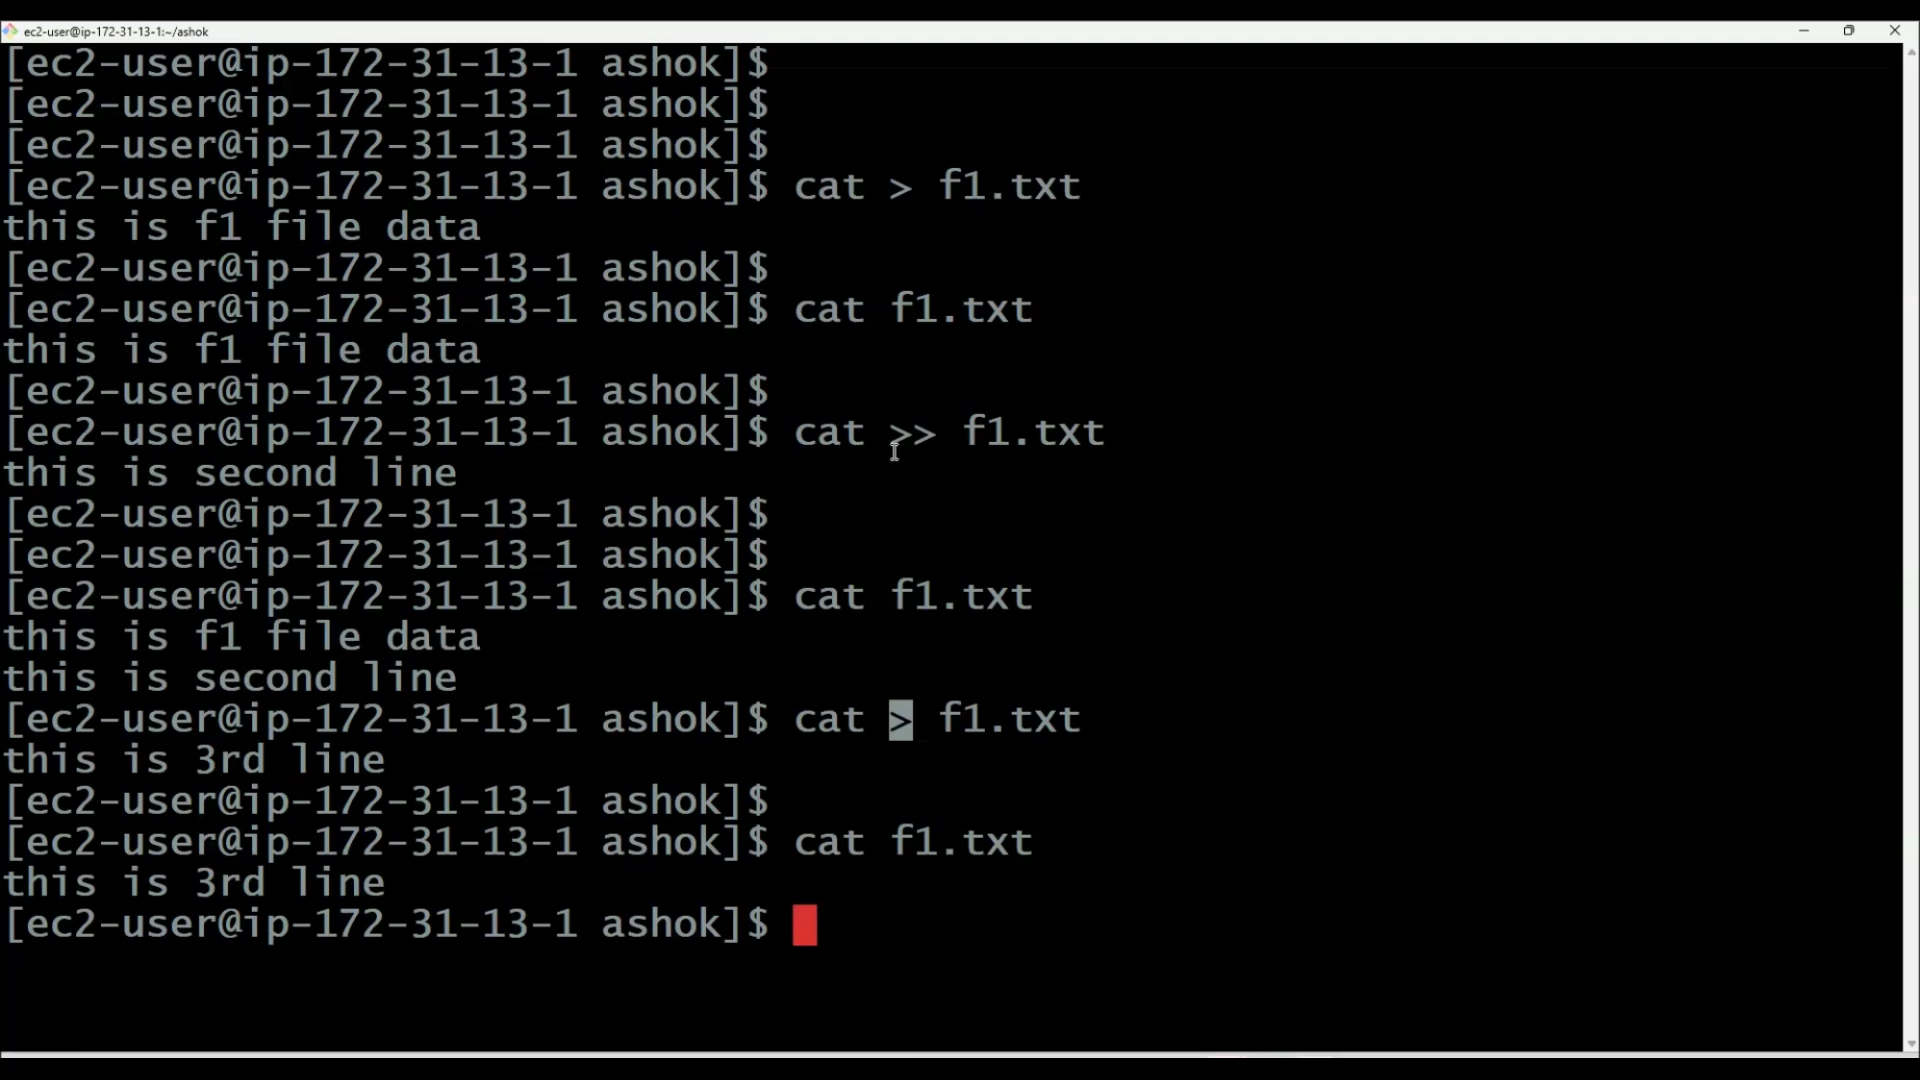 ec2-user@ip-172-31-13-1:~/ashok
[ec2-user@ip-172-31-13-1 ashok]$
[ec2-user@ip-172-31-13-1 ashok]$
[ec2-user@ip-172-31-13-1 ashok]$
[ec2-user@ip-172-31-13-1 ashok]$ cat > f1.txt
this is f1 file data
[ec2-user@ip-172-31-13-1 ashok]$
[ec2-user@ip-172-31-13-1 ashok]$ cat f1.txt
this is f1 file data
[ec2-user@ip-172-31-13-1 ashok]$
[ec2-user@ip-172-31-13-1 ashok]$ cat >> f1.txt
this is second line
[ec2-user@ip-172-31-13-1 ashok]$
[ec2-user@ip-172-31-13-1 ashok]$
[ec2-user@ip-172-31-13-1 ashok]$ cat f1.txt
this is f1 file data
this is second line
[ec2-user@ip-172-31-13-1 ashok]$ cat > f1.txt
this is 3rd line
[ec2-user@ip-172-31-13-1 ashok]$
[ec2-user@ip-172-31-13-1 ashok]$ cat f1.txt
this is 3rd line
[ec2-user@ip-172-31-13-1 ashok]$